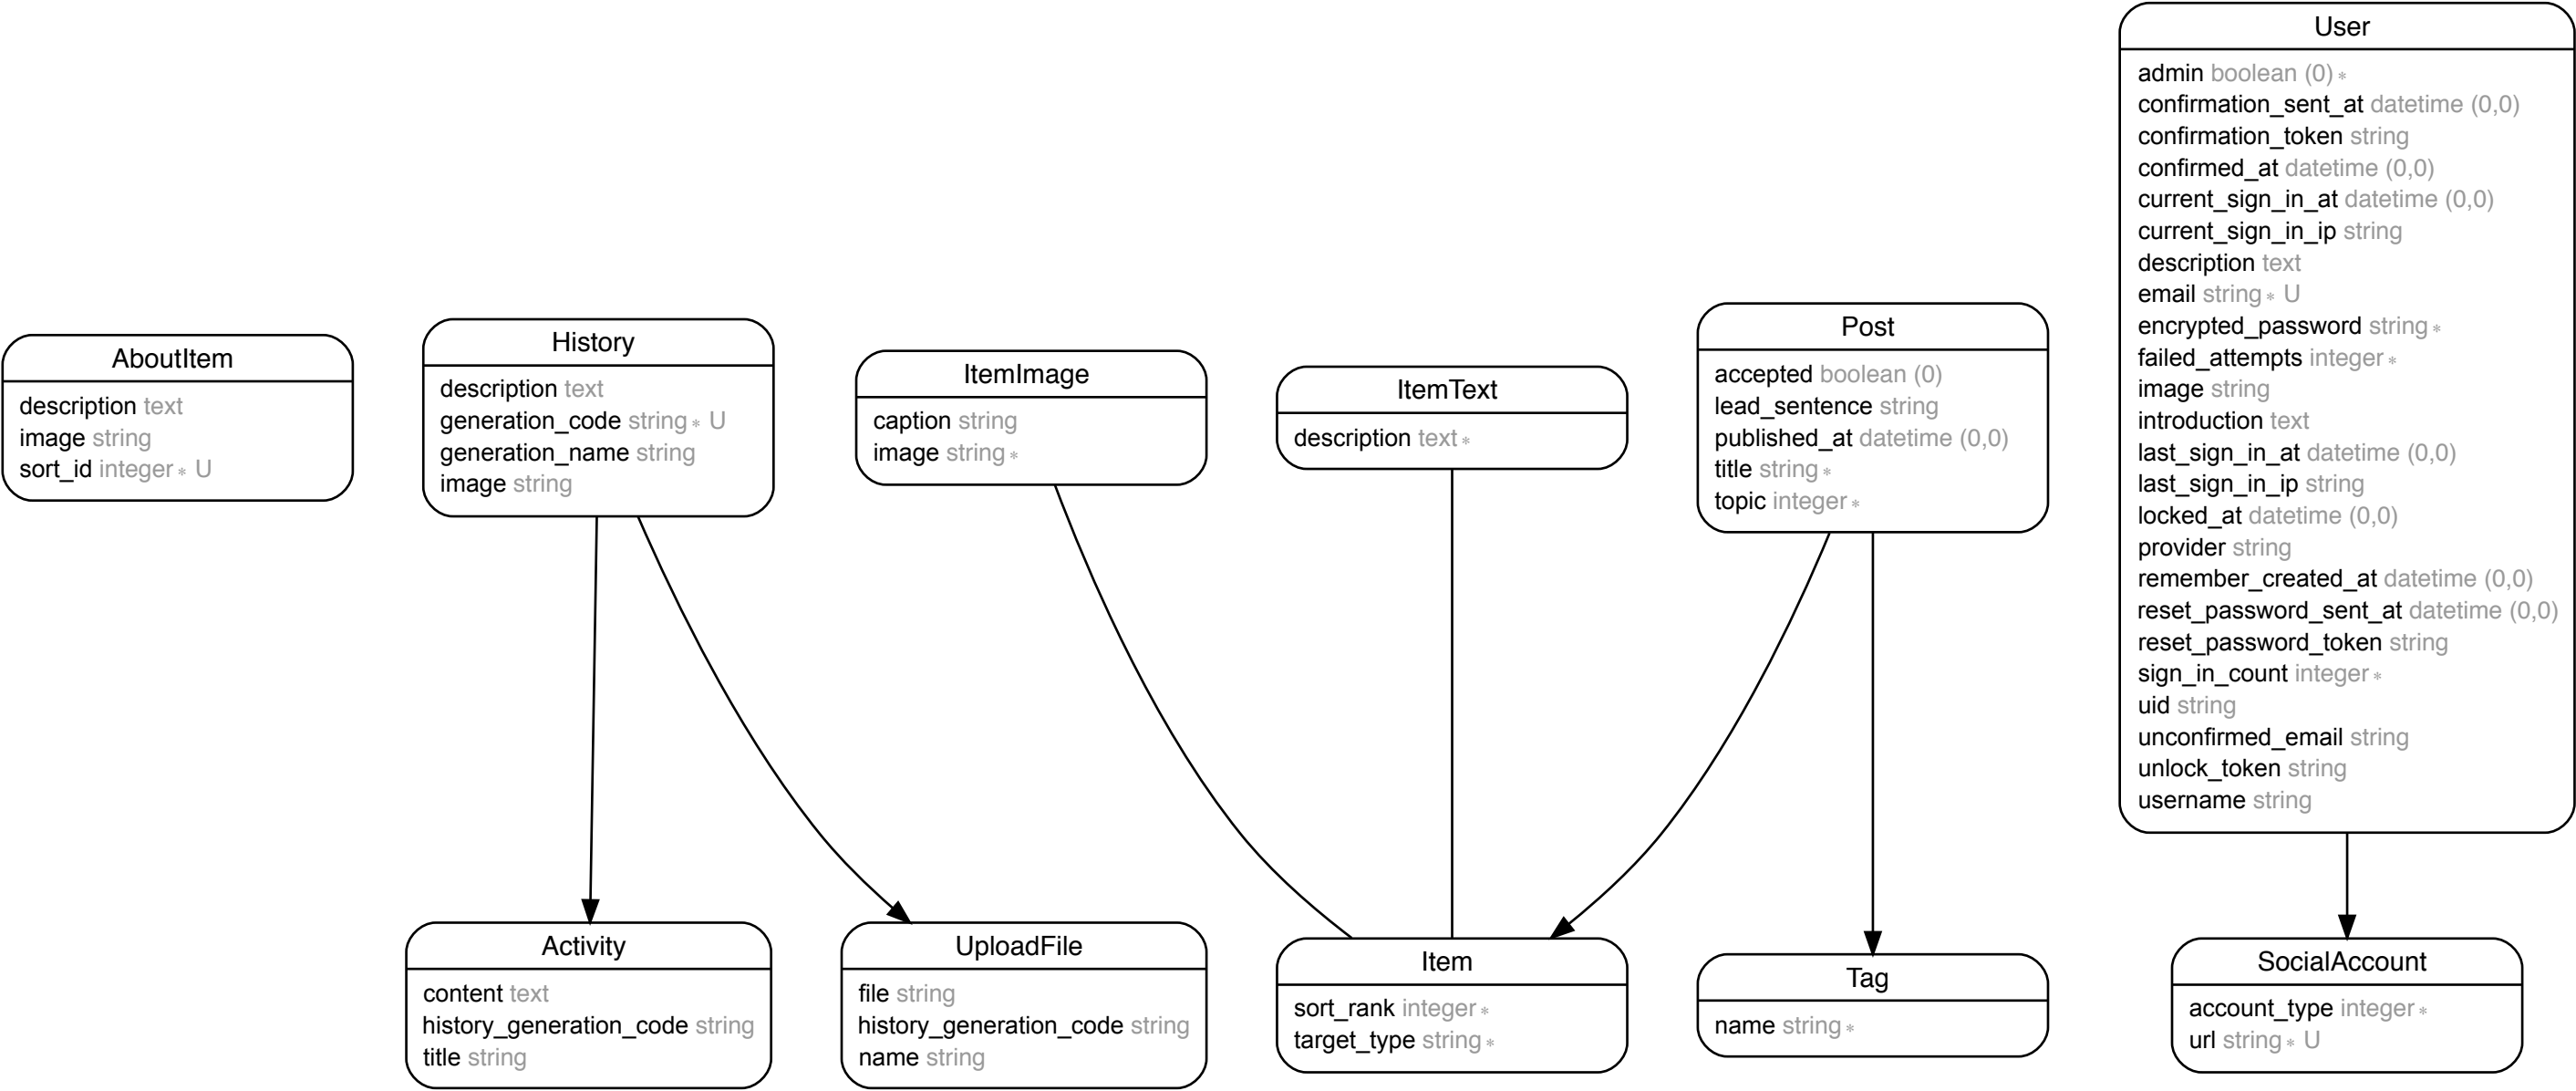 AboutItem
description text
image string
sort_id integer ∗ U
History
description text
generation_code string ∗ U
generation_name string
image string
ItemImage
caption string
image string ∗
ItemText
description text ∗
Post
accepted boolean (0)
lead_sentence string
published_at datetime (0,0)
title string ∗
topic integer ∗
User
admin boolean (0) ∗
confirmation_sent_at datetime (0,0)
confirmation_token string
confirmed_at datetime (0,0)
current_sign_in_at datetime (0,0)
current_sign_in_ip string
description text
email string ∗ U
encrypted_password string ∗
failed_attempts integer ∗
image string
introduction text
last_sign_in_at datetime (0,0)
last_sign_in_ip string
locked_at datetime (0,0)
provider string
remember_created_at datetime (0,0)
reset_password_sent_at datetime (0,0)
reset_password_token string
sign_in_count integer ∗
uid string
unconfirmed_email string
unlock_token string
username string
Activity
content text
history_generation_code string
title string
UploadFile
file string
history_generation_code string
name string
Item
sort_rank integer ∗
target_type string ∗
Tag
name string ∗
SocialAccount
account_type integer ∗
url string ∗ U